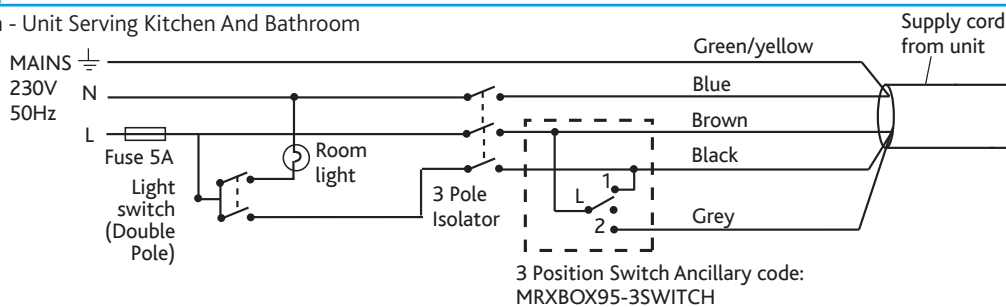 - Unit Serving Kitchen And Bathroom
Supply cord
from unit
MAINS
230V
50Hz
N
L
Fuse 5A
Light
switch
(Double
Pole)
Room
light
3 Pole
Isolator
Green/yellow
Blue
Brown
Black
Grey
L
1
2
3 Position Switch Ancillary code:
MRXBOX95-3SWITCH